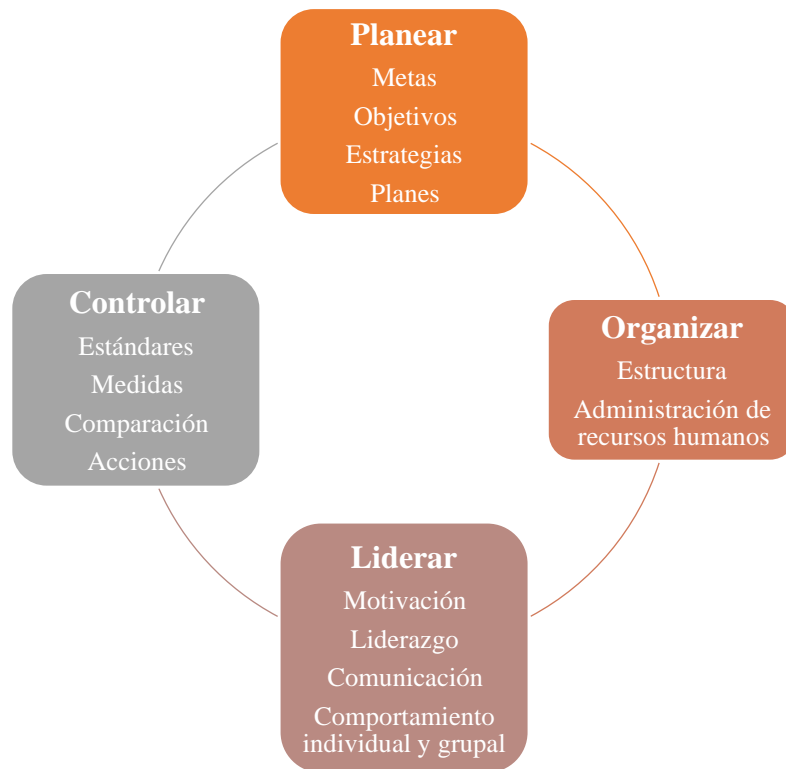 Planear
Metas
Objetivos
Estrategias
Planes
Controlar
Estándares
Medidas
Comparación
Acciones
Organizar
Estructura
Administración de
recursos humanos
Liderar
Motivación
Liderazgo
Comunicación
Comportamiento
individual y grupal